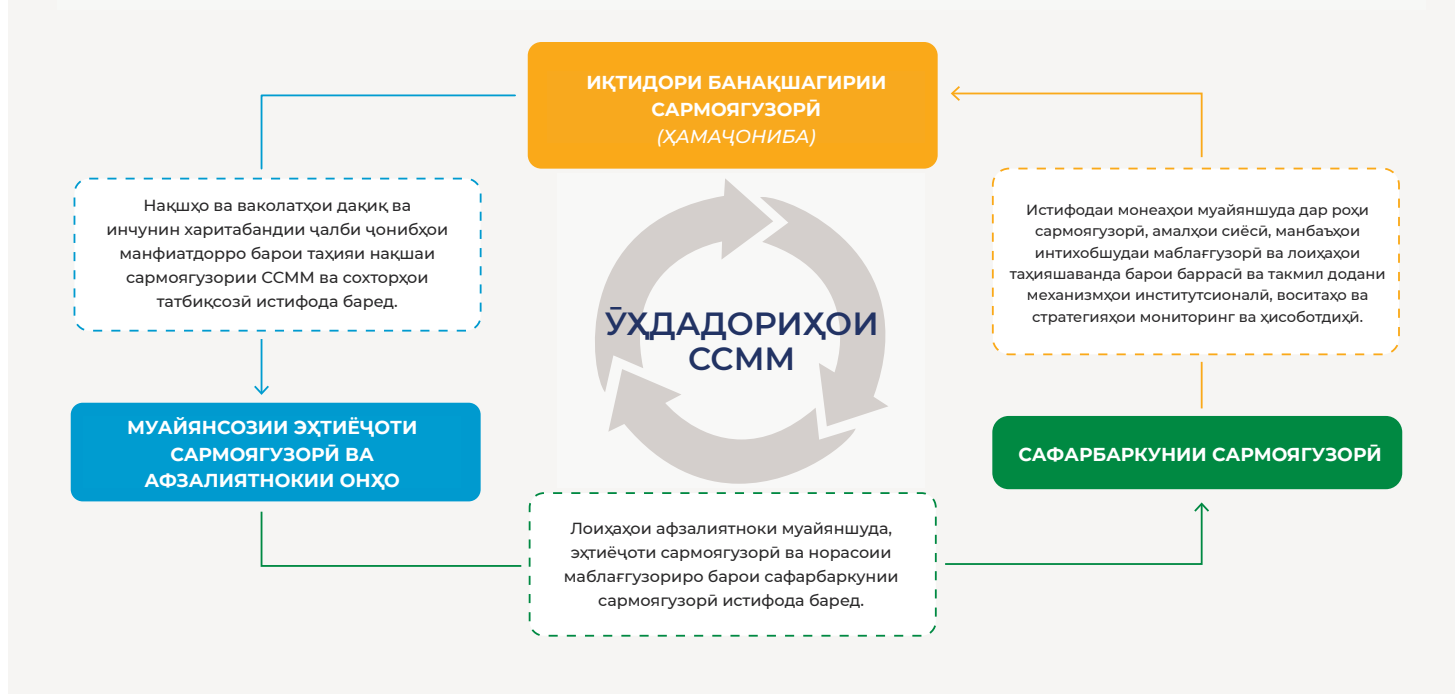 ИҚТИДОРИ БАНАҚШАГИРИИ
САРМОЯГУЗОРӢ
(ҲАМАҶОНИБА)
Нақшҳо ва ваколатҳои дақиқ ва
инчунин харитабандии ҷалби ҷонибҳои
манфиатдорро барои таҳияи нақшаи
сармоягузории ССММ ва сохторҳои
татбиқсозӣ истифода баред.
МУАЙЯНСОЗИИ ЭҲТИЁҶОТИ
САРМОЯГУЗОРӢ ВА
АФЗАЛИЯТНОКИИ ОНҲО
ӮҲДАДОРИҲОИ
ССММ
Лоиҳаҳои афзалиятноки муайяншуда,
эҳтиёҷоти сармоягузорӣ ва норасоии
маблағгузориро барои сафарбаркунии
сармоягузорӣ истифода баред.
Истифодаи монеаҳои муайяншуда дар роҳи
сармоягузорӣ, амалҳои сиёсӣ, манбаъҳои
интихобшудаи маблағгузорӣ ва лоиҳаҳои
таҳияшаванда барои баррасӣ ва такмил додани
механизмҳои институтсионалӣ, воситаҳо ва
стратегияҳои мониторинг ва ҳисоботдиҳӣ.
САФАРБАРКУНИИ САРМОЯГУЗОРӢ